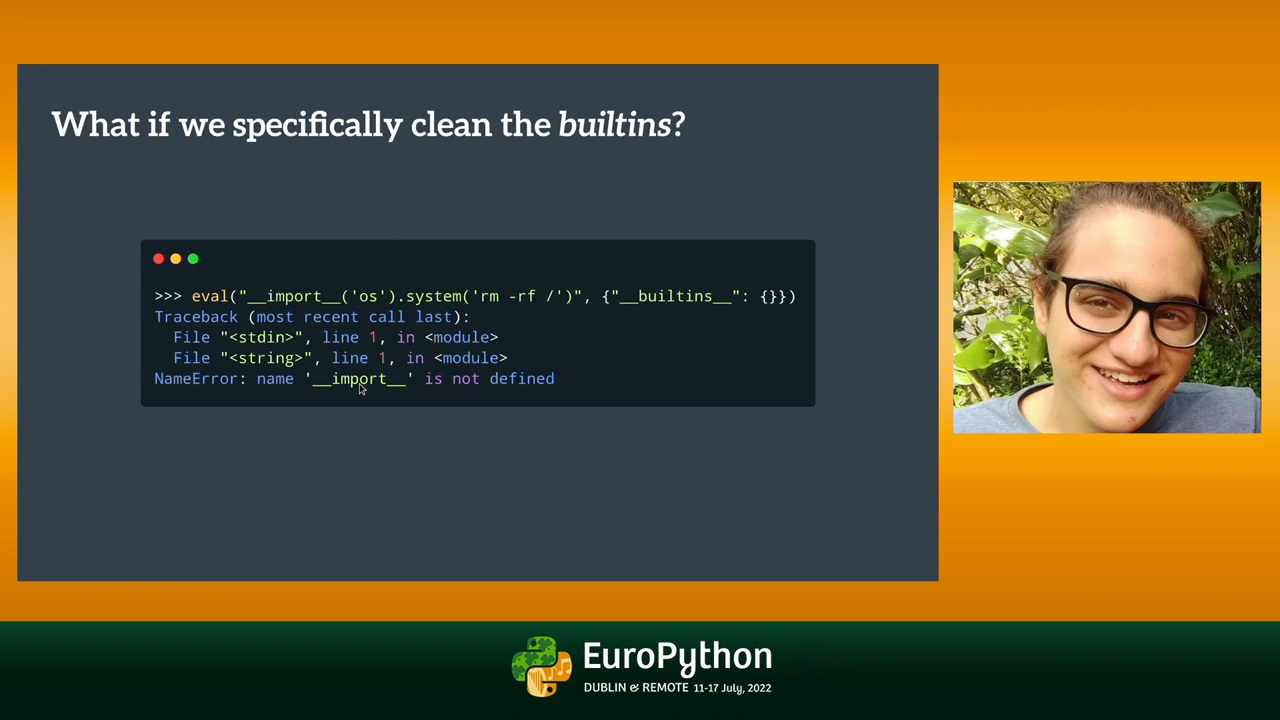 What if we specifically clean the builtins?
>>> eval("__import__('os').system('rm -rf /')", {"__builtins__": {}})
Traceback (most recent call last):
  File "<stdin>", line 1, in <module>
  File "<string>", line 1, in <module>
NameError: name '__import__' is not defined
EuroPython
DUBLIN & REMOTE 11-17 July, 2022